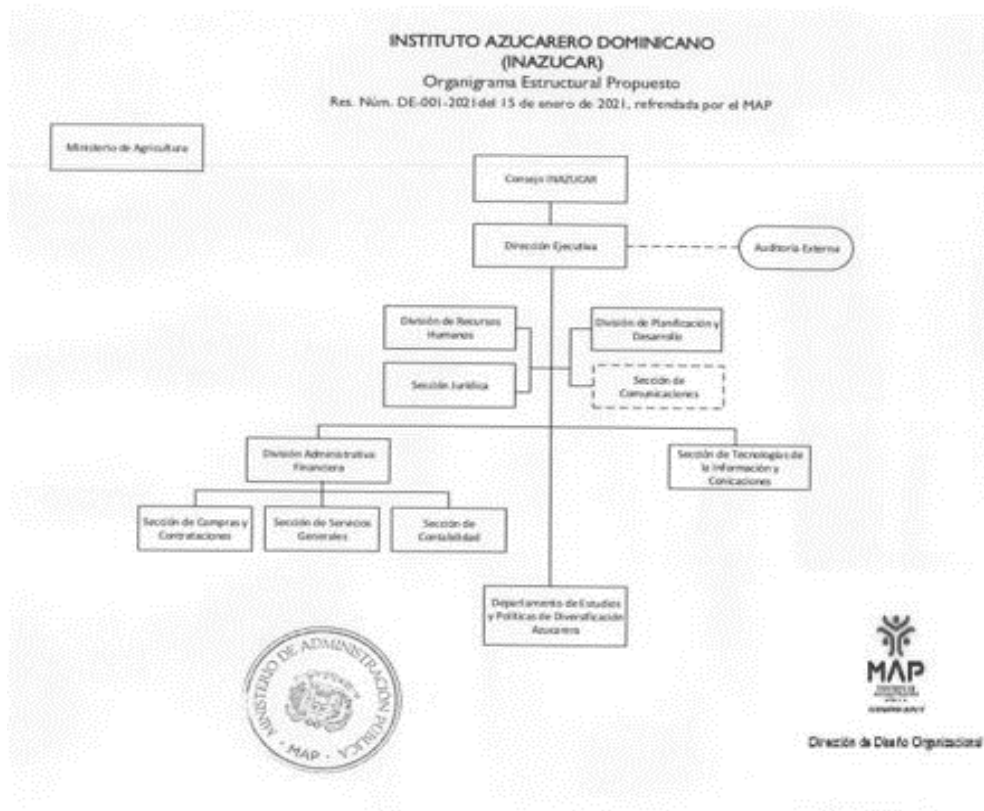 INSTITUTO AZUCARERO DOMINICANO
(INAZUCAR)
Organigrama Estructural Propuesto
Res. Núm. DE-001-2021del 15 de enero de 2021, refrendada por el MAP
Ministerio de Agricultura
Consejo INAZUCAR
Dirección Ejecutiva
Auditoría Externa
División de Recursos
Humanos
División de Planificación y
Desarrollo
Sección Jurídica
Sección de
Comunicaciones
División Administrativa
Financiera
Sección de Tecnologías de
la Información y
Conicaciones
Sección de Compras y
Contrataciones
Sección de Servicios
Generales
Sección de
Contabilidad
Departamento de Estudios
y Políticas de Diversificación
Azucarera
MINISTERIO DE ADMINISTRACIÓN PÚBLICA
· MAP ·
MAP
Dirección de Diseño Organizacional